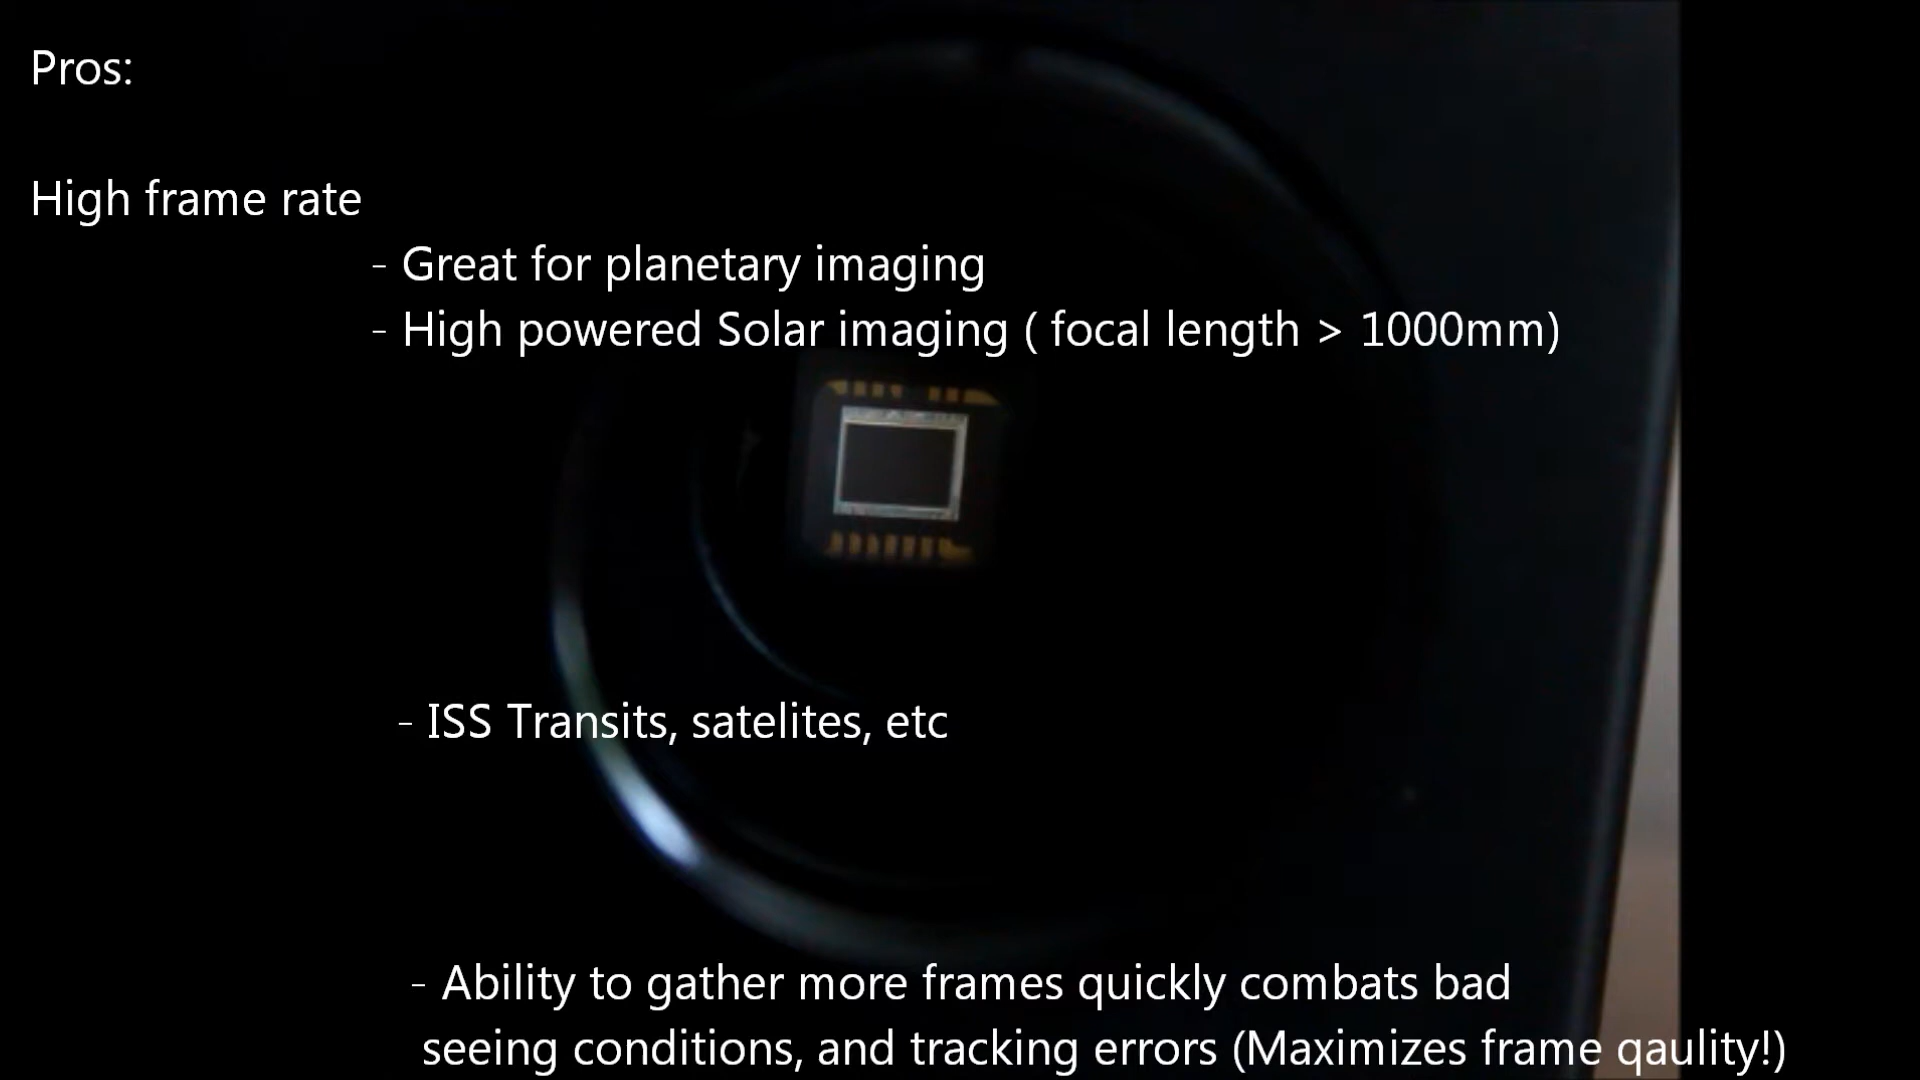 Pros:
High frame rate
- Great for planetary imaging
- High powered Solar imaging ( focal length > 1000mm)
- ISS Transits, satelites, etc
- Ability to gather more frames quickly combats bad
seeing conditions, and tracking errors (Maximizes frame qaulity!)